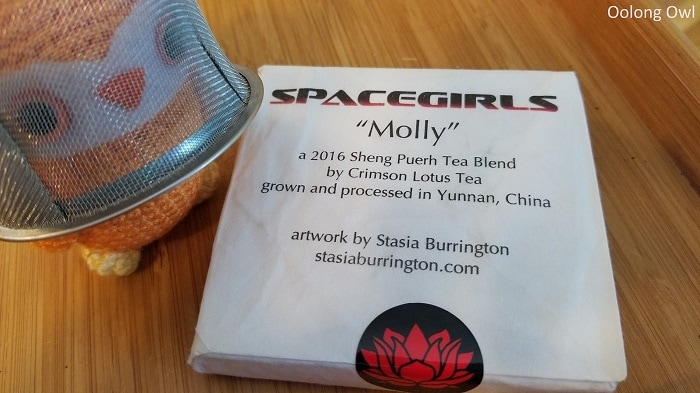 Oolong Owl
SPACEGIRLS
"Molly"
a 2016 Sheng Puerh Tea Blend
by Crimson Lotus Tea
grown and processed in Yunnan, China
artwork by Stasia Burrington
stasiaburrington.com